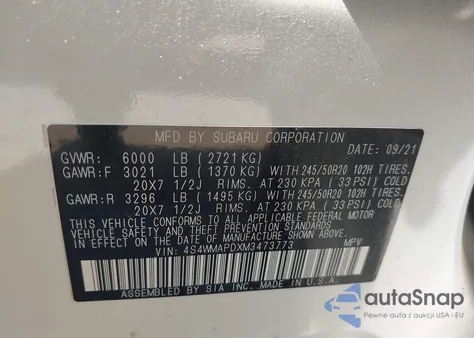 MFD BY SUBARU CORPORATION
DATE: 09/21
GVWR: 6000 LB (2721 KG)
GAWR:F 3021 LB (1370 KG) WITH 245/50R20 102H TIRES.
20X7 1/2J RIMS. AT 230 KPA (33 PSI) COLD
GAWR:R 3296 LB (1495 KG) WITH 245/50R20 102H TIRES.
20X7 1/2J RIMS. AT 230 KPA (33 PSI) COLD
THIS VEHICLE CONFORMS TO ALL APPLICABLE FEDERAL MOTOR
VEHICLE SAFETY AND BUMPER STANDARDS IN EFFECT ON THE
DATE OF MANUFACTURE SHOWN ABOVE.
VIN: 4S4WMAPDXM3473773 MPV
ASSEMBLED BY SIA INC. MADE IN U.S.A.
autoSnap
Pewne auta z aukcji USA i EU